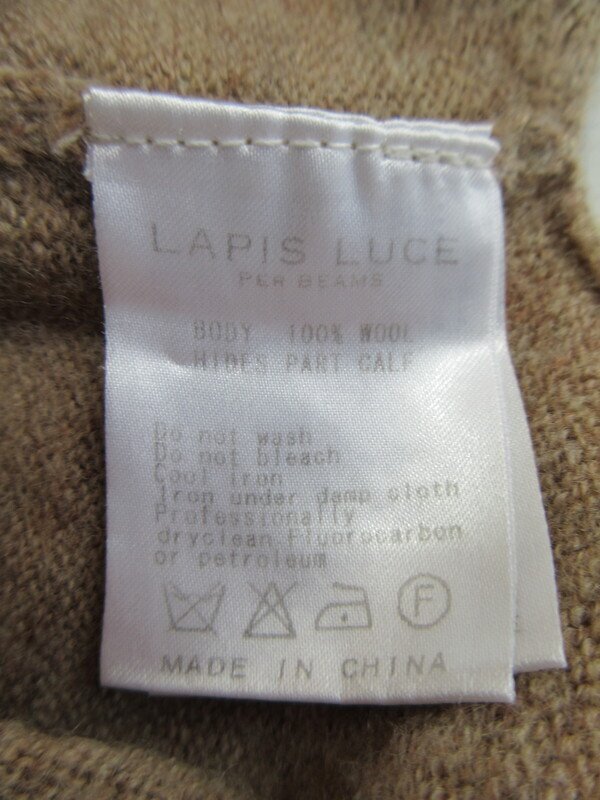 LAPIS LUCE
PER BEAMS
BODY 100% WOOL
HIDES PART CALF
Do not wash
Do not bleach
Cool iron
Iron under damp cloth
Professionally
dryclean Fluorocarbon
or petroleum
F
MADE IN CHINA